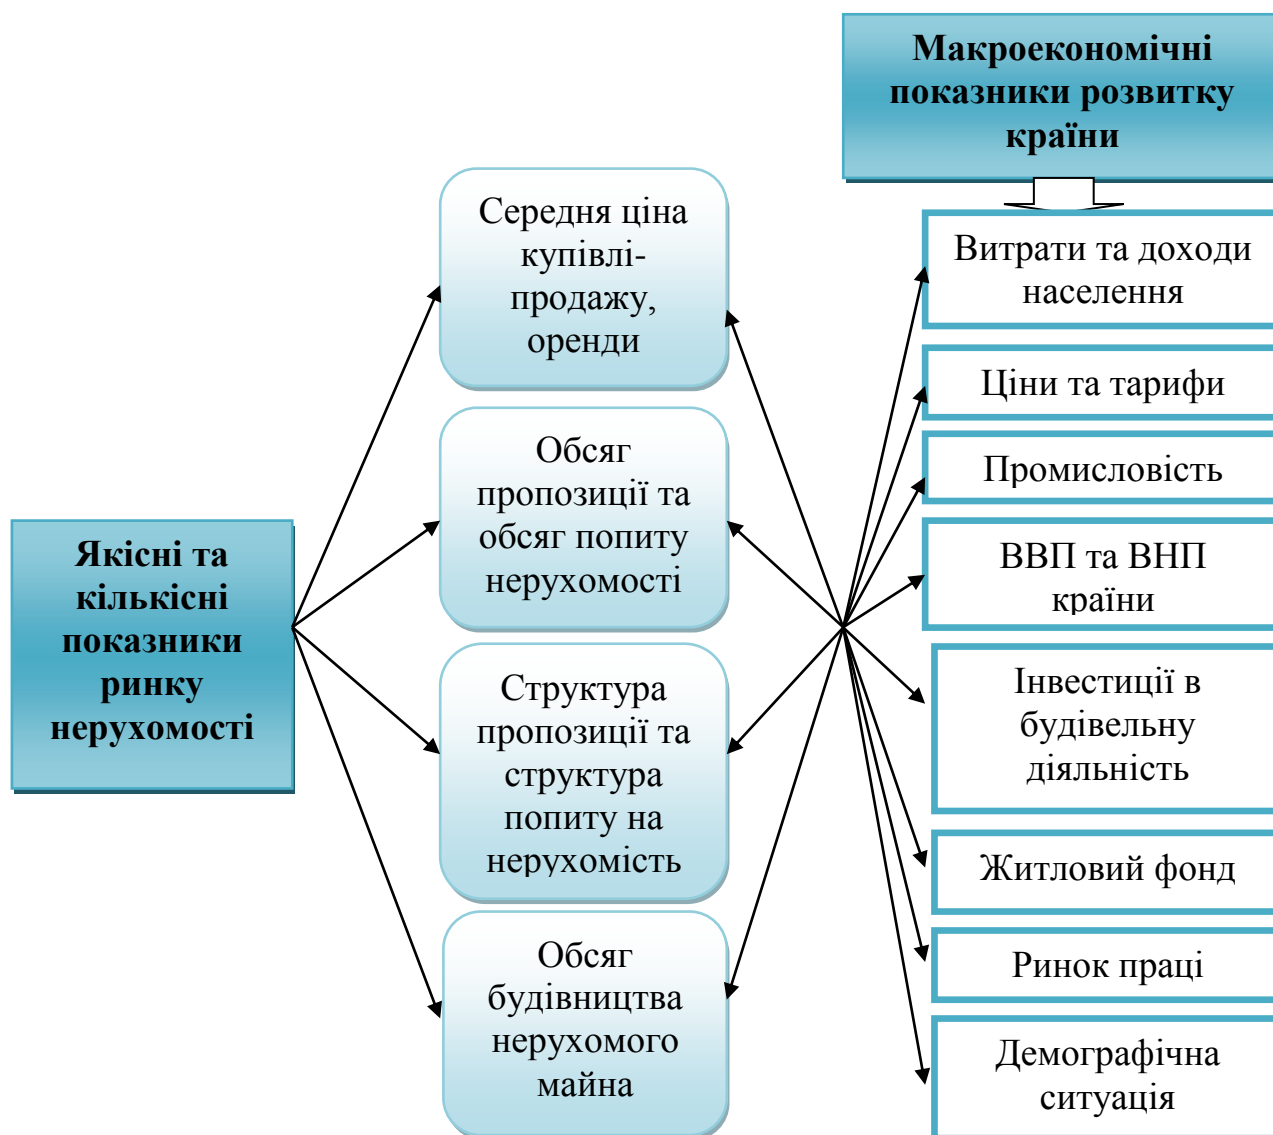 Макроекономічні
показники розвитку
країни
Якісні та
кількісні
показники
ринку
нерухомості
Середня ціна
купівлі-
продажу,
оренди
Обсяг
пропозиції та
обсяг попиту
нерухомості
Структура
пропозиції та
структура
попиту на
нерухомість
Обсяг
будівництва
нерухомого
майна
Витрати та доходи
населення
Ціни та тарифи
Промисловість
ВВП та ВНП
країни
Інвестиції в
будівельну
діяльність
Житловий фонд
Ринок праці
Демографічна
ситуація